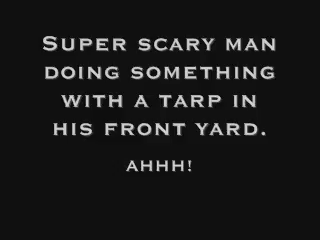 Super scary man
doing something
with a tarp in
his front yard.
AHHH!